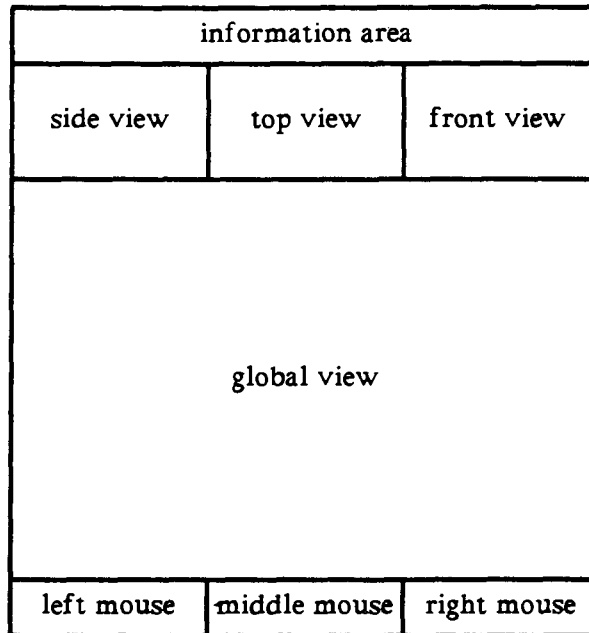 information area
side view top view front view
global view
left mouse middle mouse right mouse